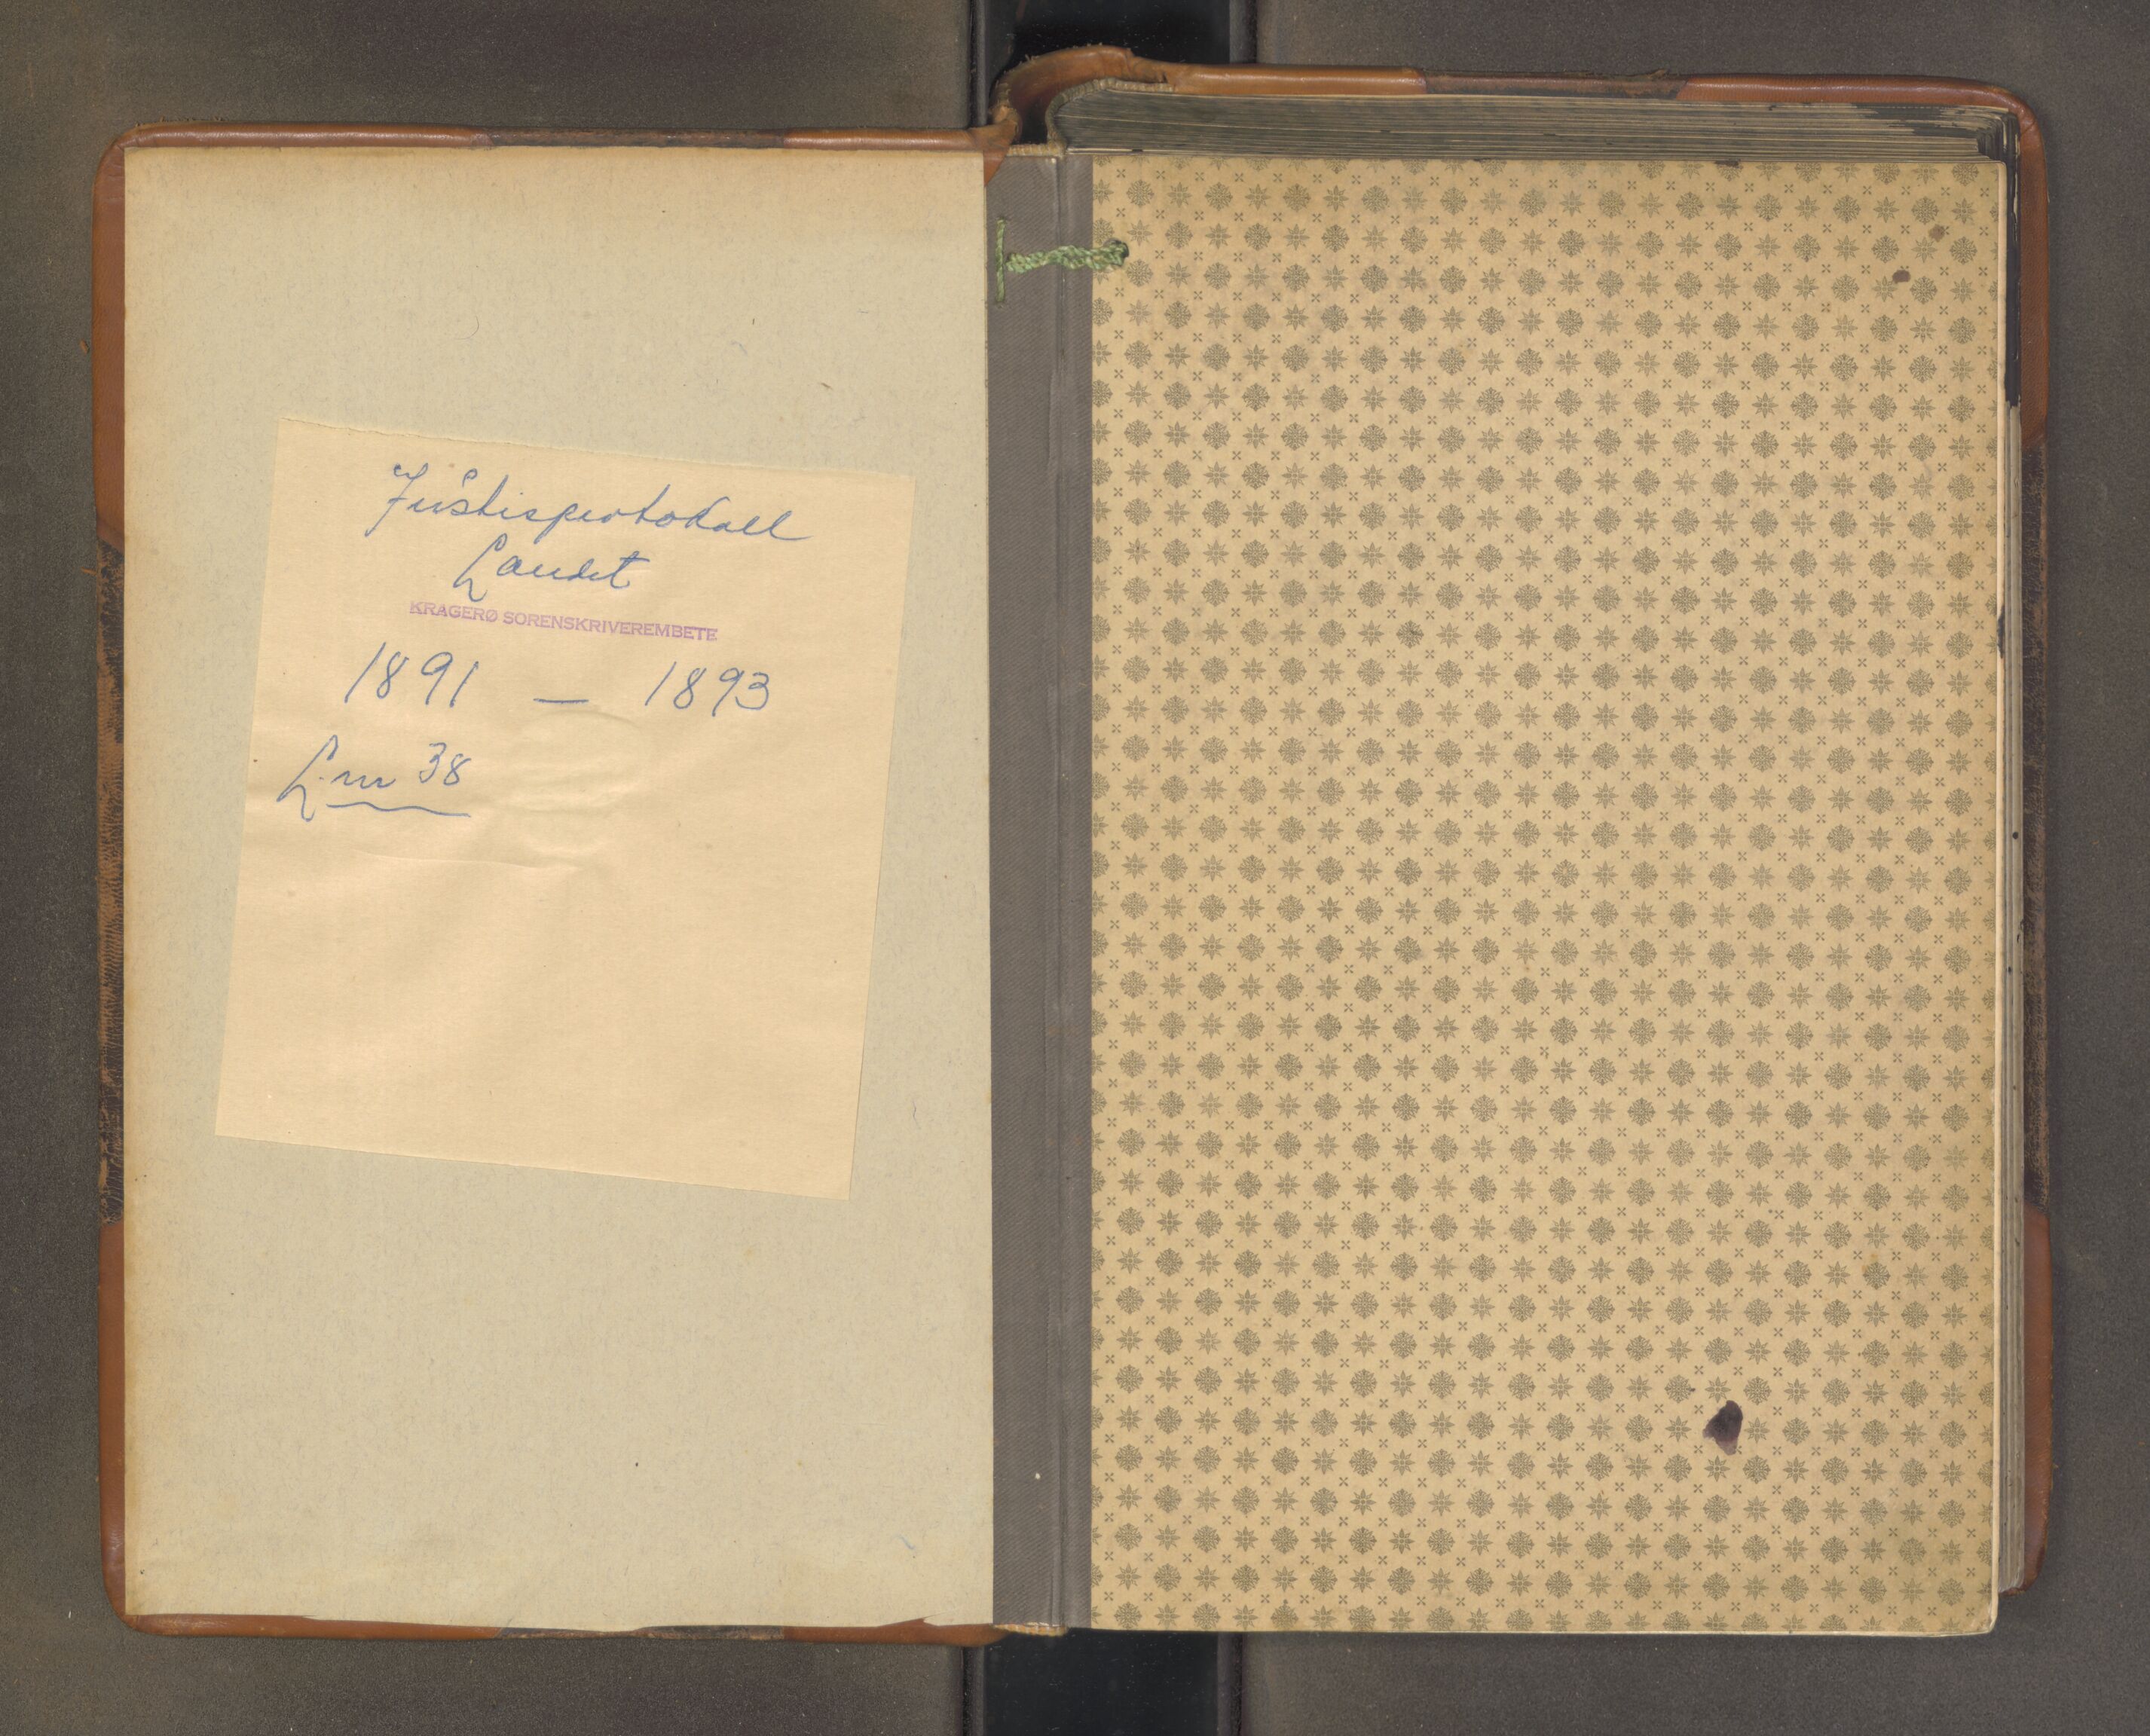 Justisprotokoll
Landet
KRAGERØ SORENSKRIVEREMBETE
1891 — 1893
L. nr 38